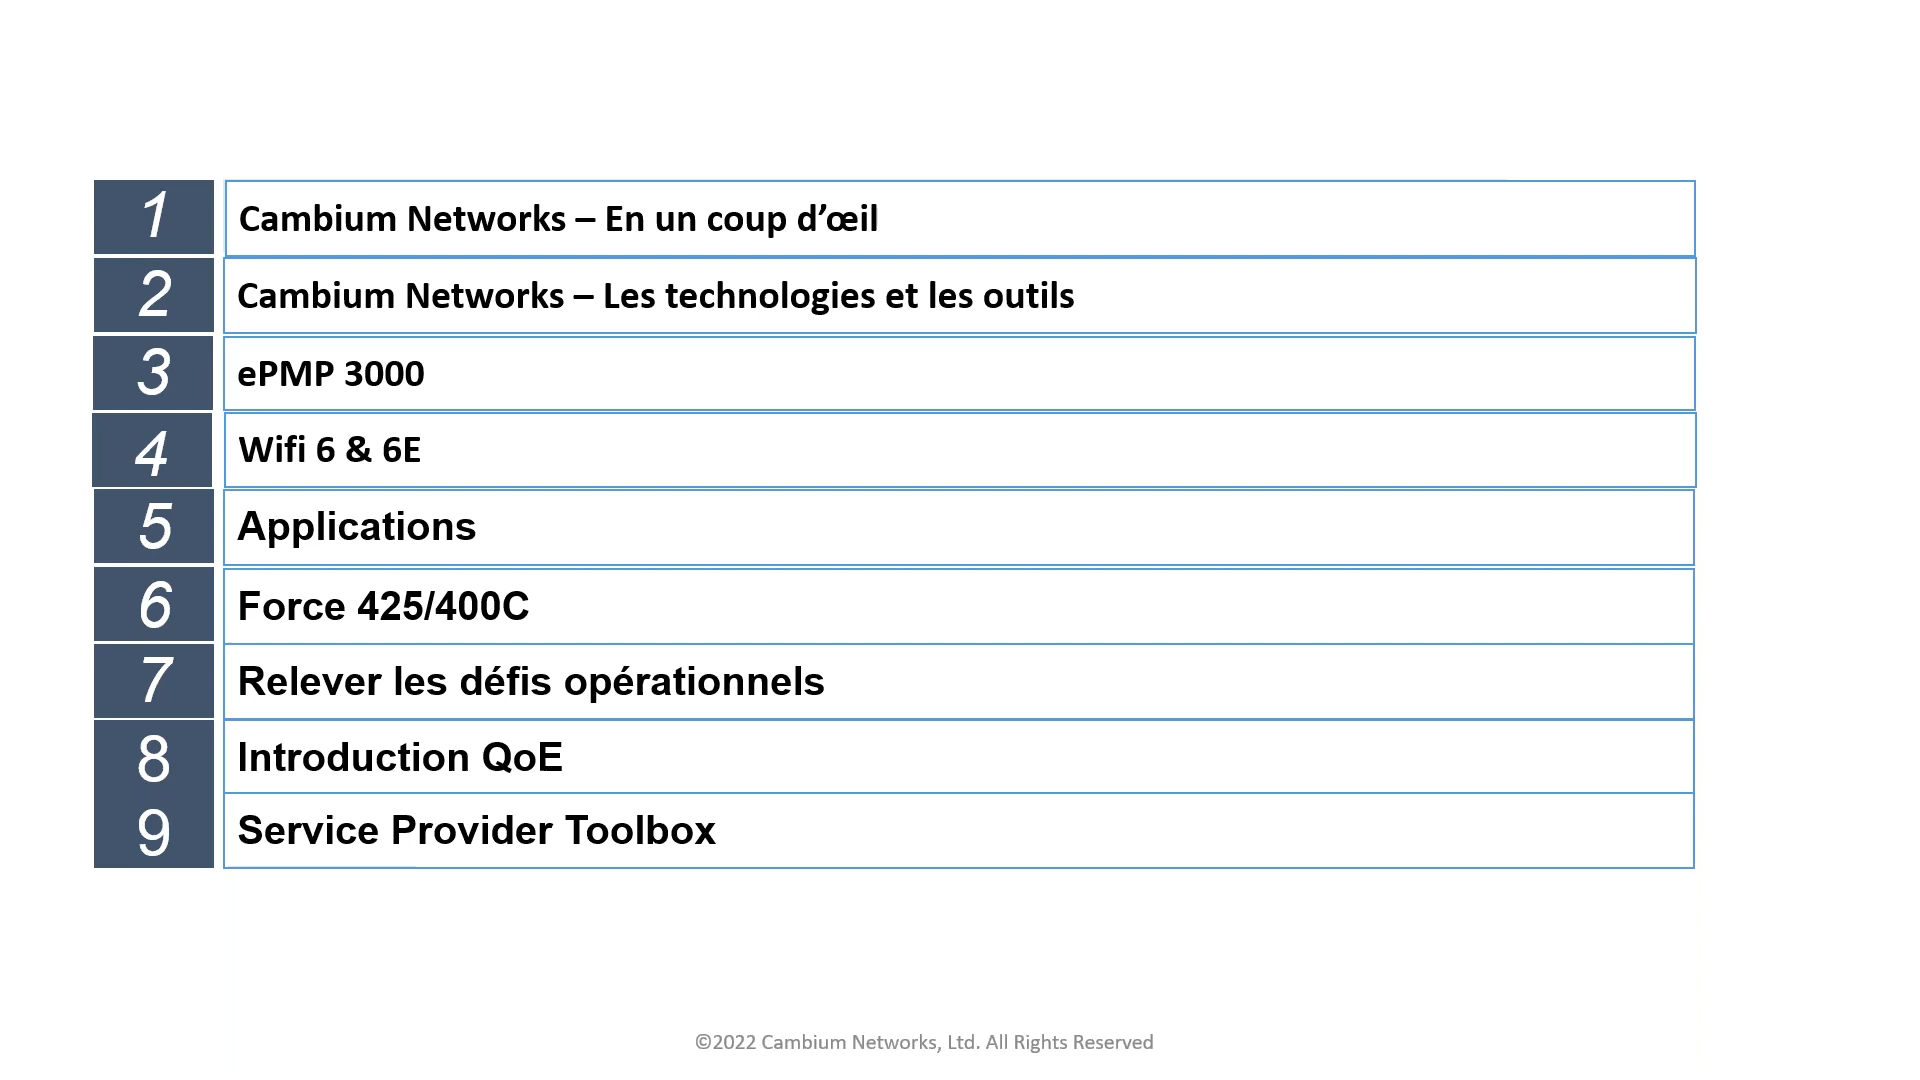 1 Cambium Networks – En un coup d’œil
2 Cambium Networks – Les technologies et les outils
3 ePMP 3000
4 Wifi 6 & 6E
5 Applications
6 Force 425/400C
7 Relever les défis opérationnels
8 Introduction QoE
9 Service Provider Toolbox
©2022 Cambium Networks, Ltd. All Rights Reserved